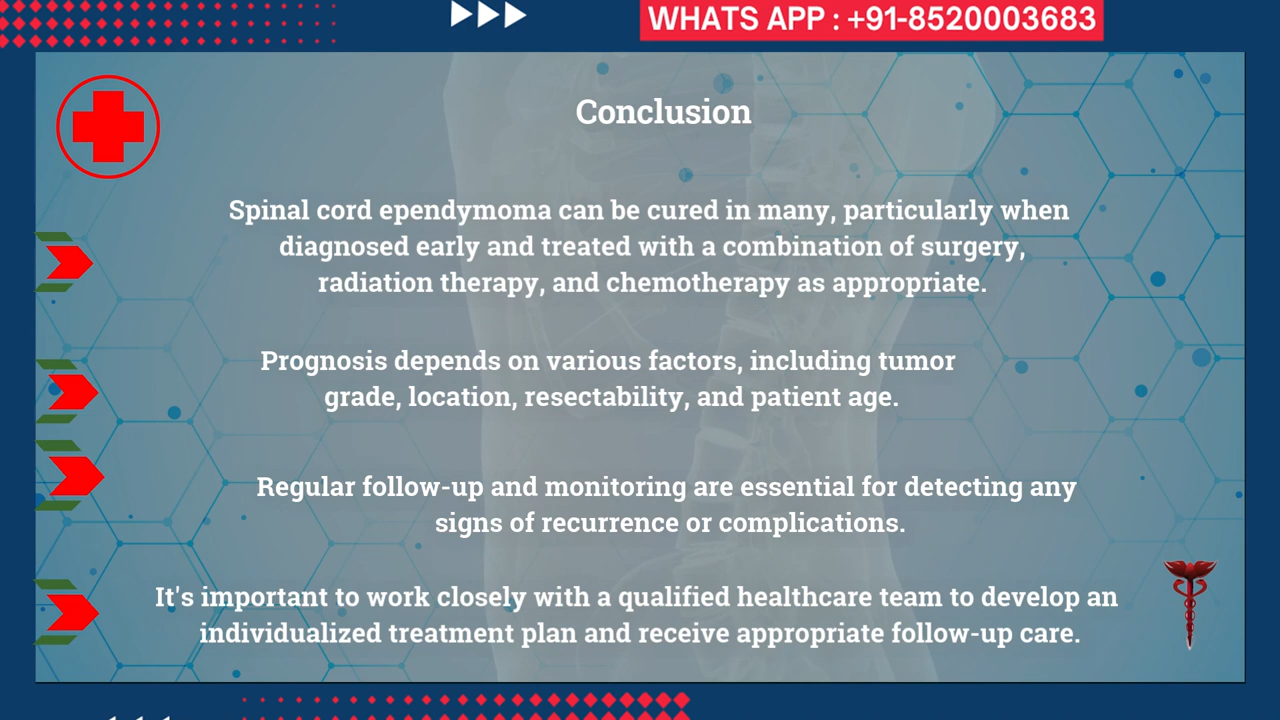 WHATS APP : +91-8520003683
Conclusion
Spinal cord ependymoma can be cured in many, particularly when
diagnosed early and treated with a combination of surgery,
radiation therapy, and chemotherapy as appropriate.
Prognosis depends on various factors, including tumor
grade, location, resectability, and patient age.
Regular follow-up and monitoring are essential for detecting any
signs of recurrence or complications.
It's important to work closely with a qualified healthcare team to develop an
individualized treatment plan and receive appropriate follow-up care.